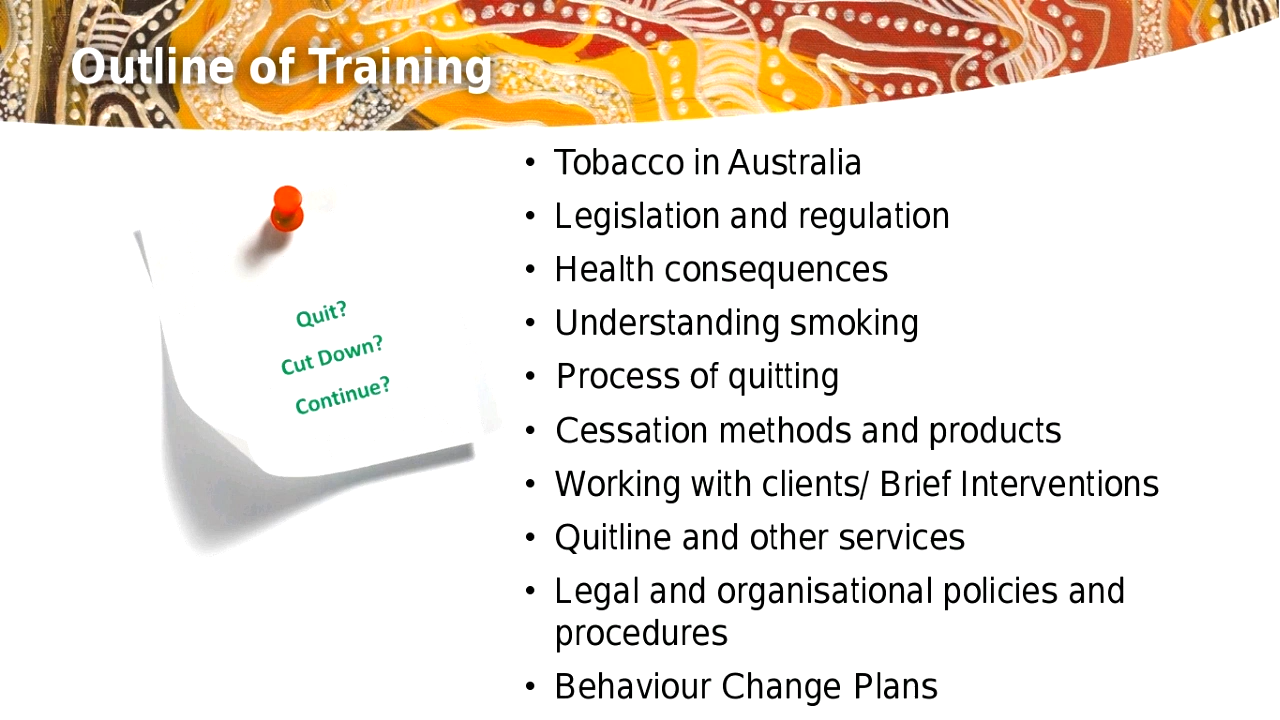 Outline of Training
Quit?
Cut Down?
Continue?
• Tobacco in Australia
• Legislation and regulation
• Health consequences
• Understanding smoking
• Process of quitting
• Cessation methods and products
• Working with clients/ Brief Interventions
• Quitline and other services
• Legal and organisational policies and
procedures
• Behaviour Change Plans